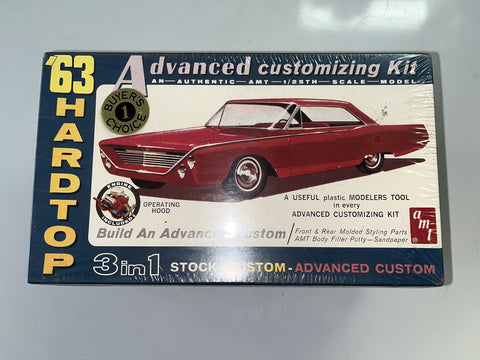 '63 HARDTOP
Advanced customizing Kit
AN - AUTHENTIC - AMT - 1/25TH - SCALE - MODEL
BUYER'S
1
CHOICE
ENGINE
INCLUDED
OPERATING
HOOD
A USEFUL plastic MODELERS TOOL
in every
ADVANCED CUSTOMIZING KIT
Build An Advanced Custom
Front & Rear Molded Styling Parts
AMT Body Filler Putty—Sandpaper
amt
®
3 in 1 STOCK - CUSTOM - ADVANCED CUSTOM